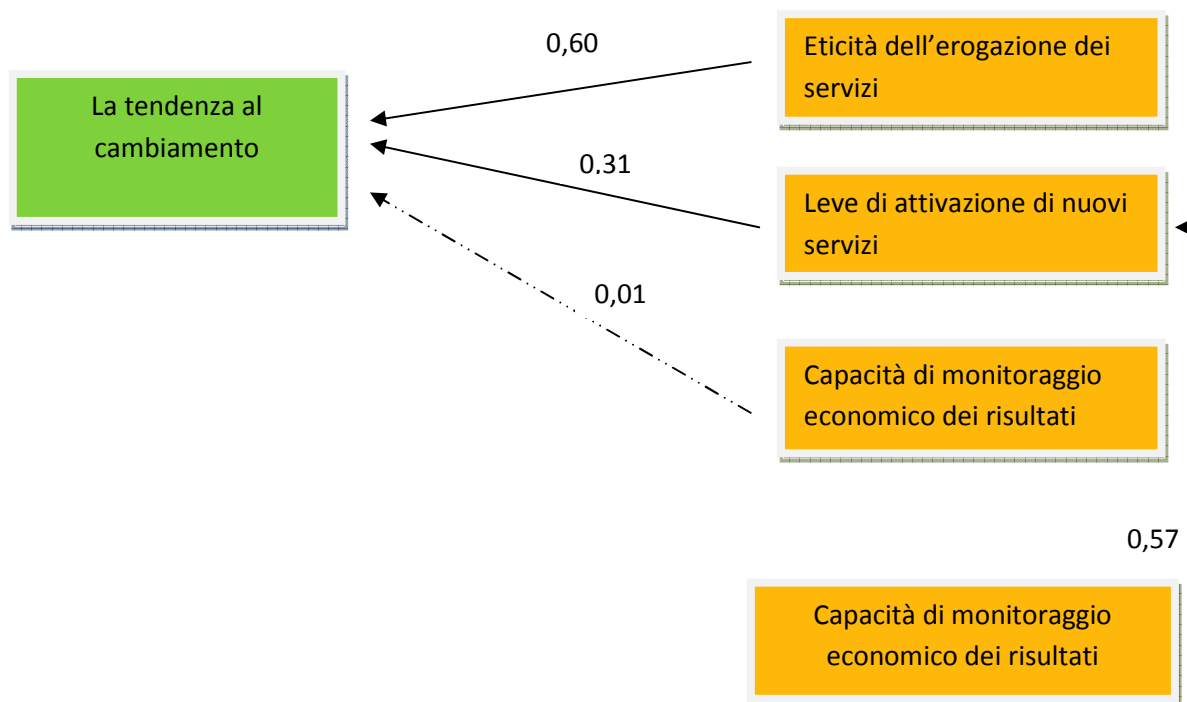 0,60
Eticità dell’erogazione dei
servizi
La tendenza al
cambiamento
0,31
Leve di attivazione di nuovi
servizi
0,01
Capacità di monitoraggio
economico dei risultati
0,57
Capacità di monitoraggio
economico dei risultati